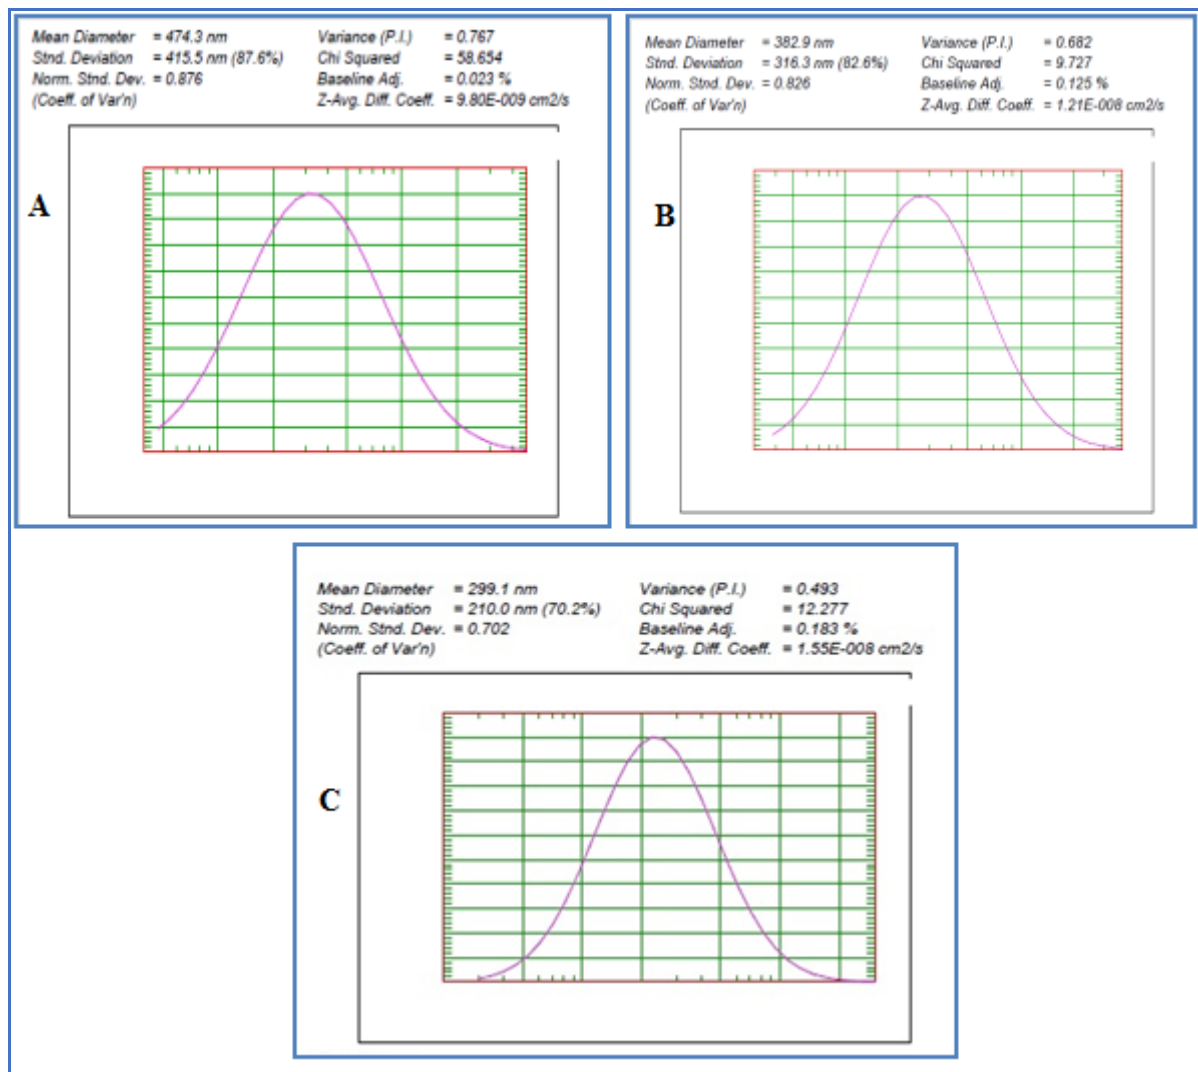 Mean Diameter = 474.3 nm Variance (P.I.) = 0.767
Stnd. Deviation = 415.5 nm (87.6%) Chi Squared = 58.654
Norm. Stnd. Dev. = 0.876 Baseline Adj. = 0.023 %
(Coeff. of Var'n) Z-Avg. Diff. Coeff. = 9.80E-009 cm2/s
A
Mean Diameter = 382.9 nm Variance (P.I.) = 0.682
Stnd. Deviation = 316.3 nm (82.6%) Chi Squared = 9.727
Norm. Stnd. Dev. = 0.826 Baseline Adj. = 0.125 %
(Coeff. of Var'n) Z-Avg. Diff. Coeff. = 1.21E-008 cm2/s
B
Mean Diameter = 299.1 nm Variance (P.I.) = 0.493
Stnd. Deviation = 210.0 nm (70.2%) Chi Squared = 12.277
Norm. Stnd. Dev. = 0.702 Baseline Adj. = 0.183 %
(Coeff. of Var'n) Z-Avg. Diff. Coeff. = 1.55E-008 cm2/s
C